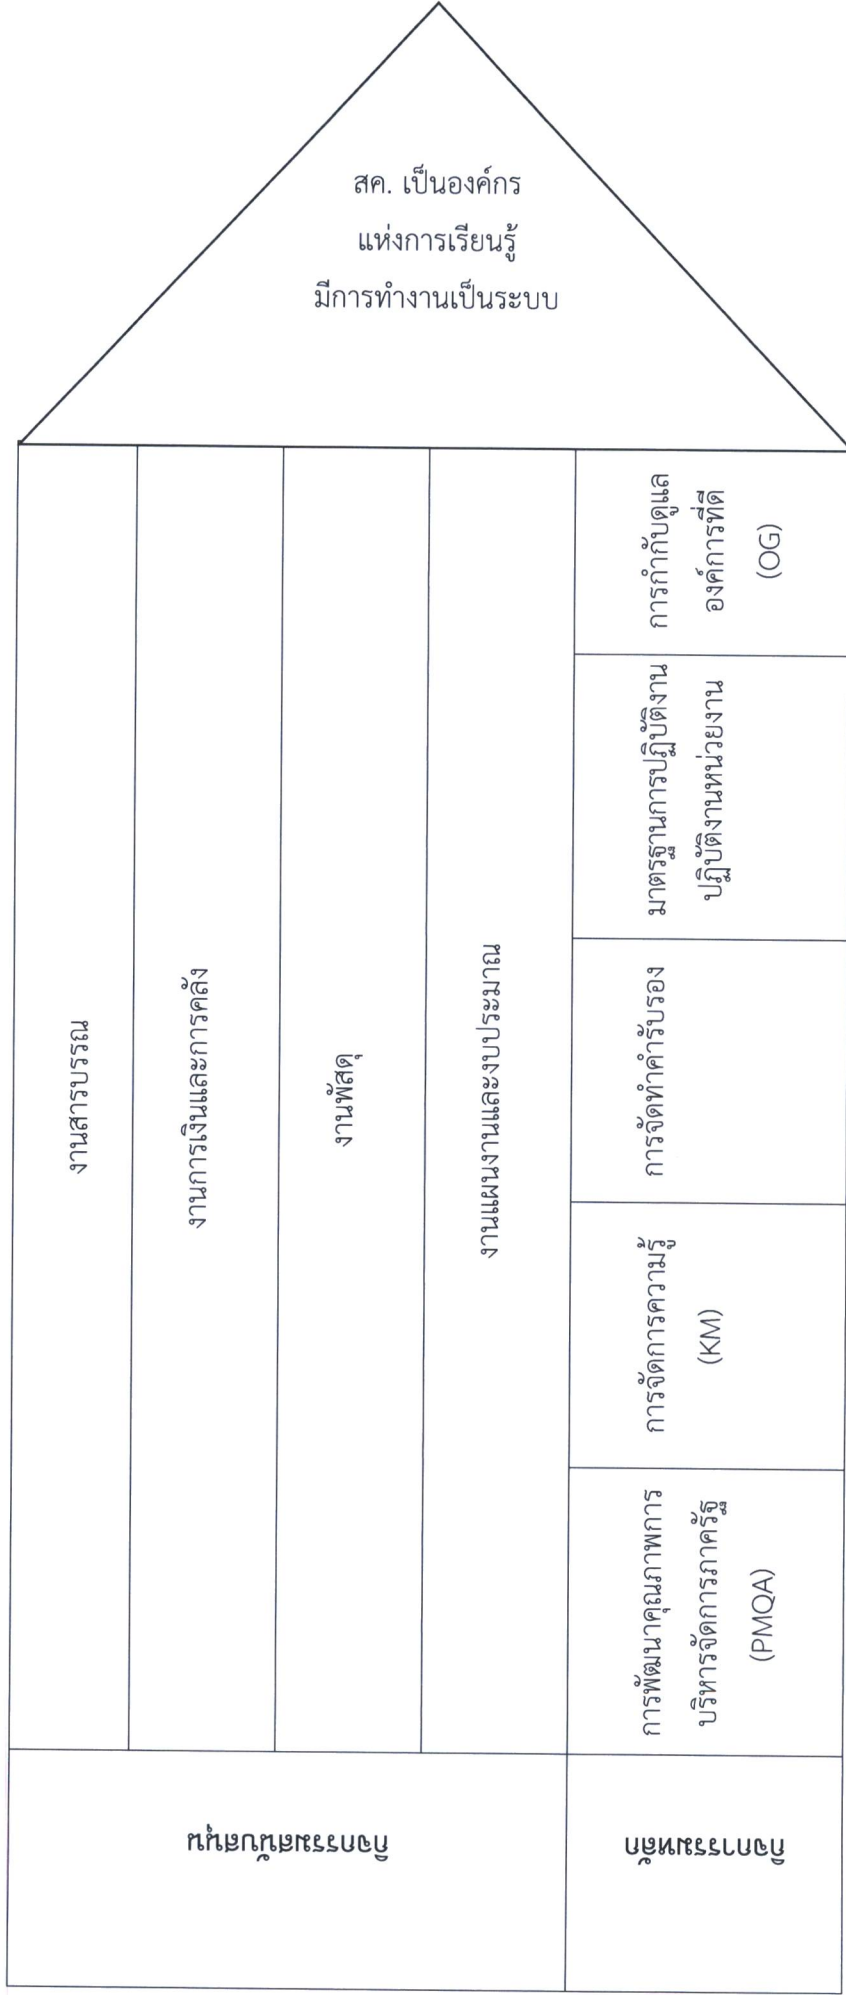 สค. เป็นองค์กร
แห่งการเรียนรู้
มีการทำงานเป็นระบบ
กิจกรรมสนับสนุน
งานสารบรรณ
งานการเงินและการคลัง
งานพัสดุ
งานแผนงานและงบประมาณ
กิจการรมหลัก
การพัฒนาคุณภาพการ
บริหารจัดการภาครัฐ
(PMQA)
การจัดการความรู้
(KM)
การจัดทำคำรับรอง
มาตรฐานการปฏิบัติงาน
ปฏิบัติงานหน่วยงาน
การกำกับดูแล
องค์การที่ดี
(OG)